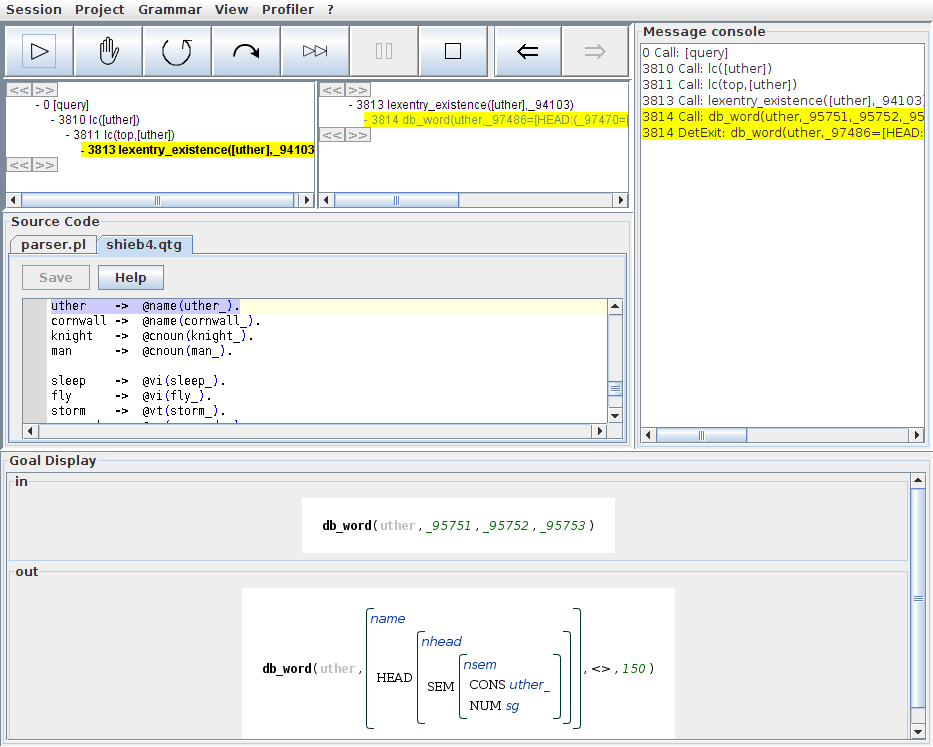 Session Project Grammar View Profiler ?
<< >>
- 0 [query]
- 3810 lc([uther])
- 3811 lc(top,[uther])
- 3813 lexentry_existence([uther],_94103
<< >>
<< >>
- 3813 lexentry_existence([uther],_94103)
- 3814 db_word(uther,_97486=[HEAD:(_97470=
<< >>
Message console
0 Call: [query]
3810 Call: lc([uther])
3811 Call: lc(top,[uther])
3813 Call: lexentry_existence([uther],_94103
3814 Call: db_word(uther,_95751,_95752,_95
3814 DetExit: db_word(uther,_97486=[HEAD:
Source Code
parser.pl shieb4.qtg
Save Help
uther -> @name(uther_).
cornwall -> @name(cornwall_).
knight -> @cnoun(knight_).
man -> @cnoun(man_).
sleep -> @vi(sleep_).
fly -> @vi(fly_).
storm -> @vt(storm_).
Goal Display
in
db_word(uther,_95751,_95752,_95753)
out
name
nhead
nsem
db_word(uther, HEAD SEM CONS uther_ ,<>,150)
NUM sg